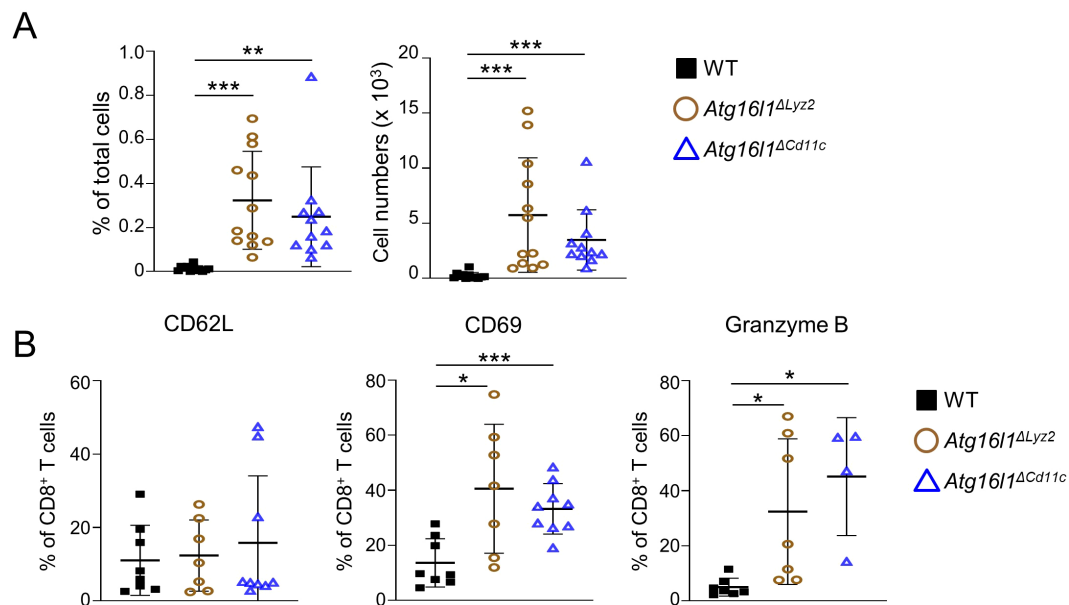 A
% of total cells
1.0
0.8
0.6
0.4
0.2
0
**
***
Cell numbers (x 10³)
20
15
10
5
0
***
***
WT
Atg16l1ΔLyz2
Atg16l1ΔCd11c
B
CD62L
% of CD8⁺ T cells
60
40
20
0
CD69
% of CD8⁺ T cells
80
60
40
20
0
***
*
Granzyme B
% of CD8⁺ T cells
80
60
40
20
0
*
*
WT
Atg16l1ΔLyz2
Atg16l1ΔCd11c